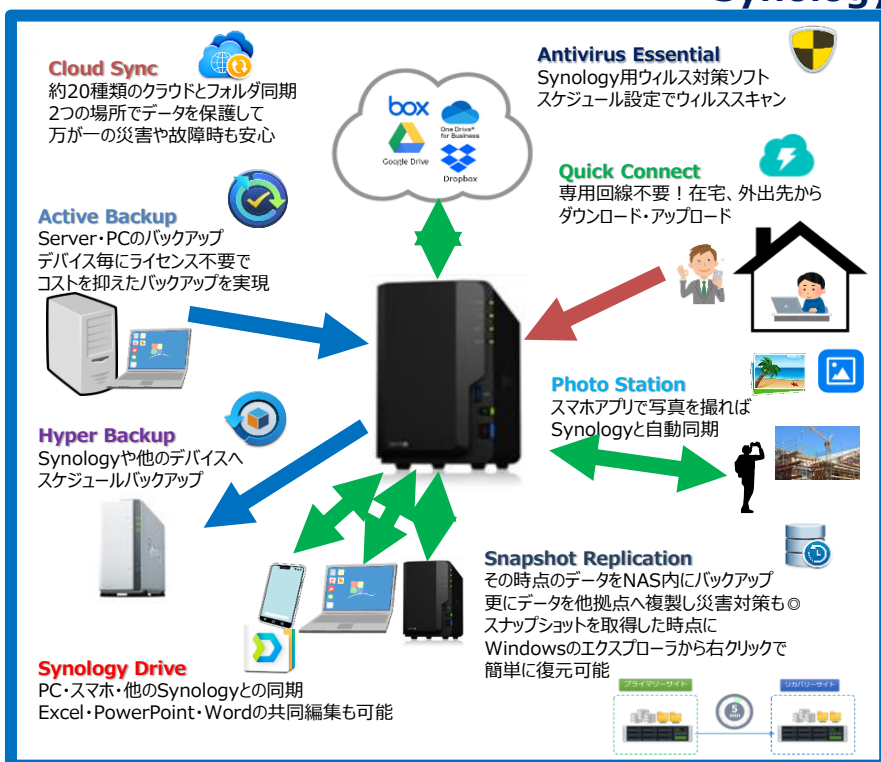 Synology
Cloud Sync
約20種類のクラウドとフォルダ同期
2つの場所でデータを保護して
万が一の災害や故障時も安心
box
One Drive®
for Business
Google Drive
Dropbox
Antivirus Essential
Synology用ウィルス対策ソフト
スケジュール設定でウィルススキャン
Quick Connect
専用回線不要！在宅、外出先から
ダウンロード・アップロード
Active Backup
Server・PCのバックアップ
デバイス毎にライセンス不要で
コストを抑えたバックアップを実現
Photo Station
スマホアプリで写真を撮れば
Synologyと自動同期
Hyper Backup
Synologyや他のデバイスへ
スケジュールバックアップ
Snapshot Replication
その時点のデータをNAS内にバックアップ
更にデータを他拠点へ複製し災害対策も◎
スナップショットを取得した時点に
Windowsのエクスプローラから右クリックで
簡単に復元可能
Synology Drive
PC・スマホ・他のSynologyとの同期
Excel・PowerPoint・Wordの共同編集も可能
プライマリーサイト
5
min
リカバリーサイト